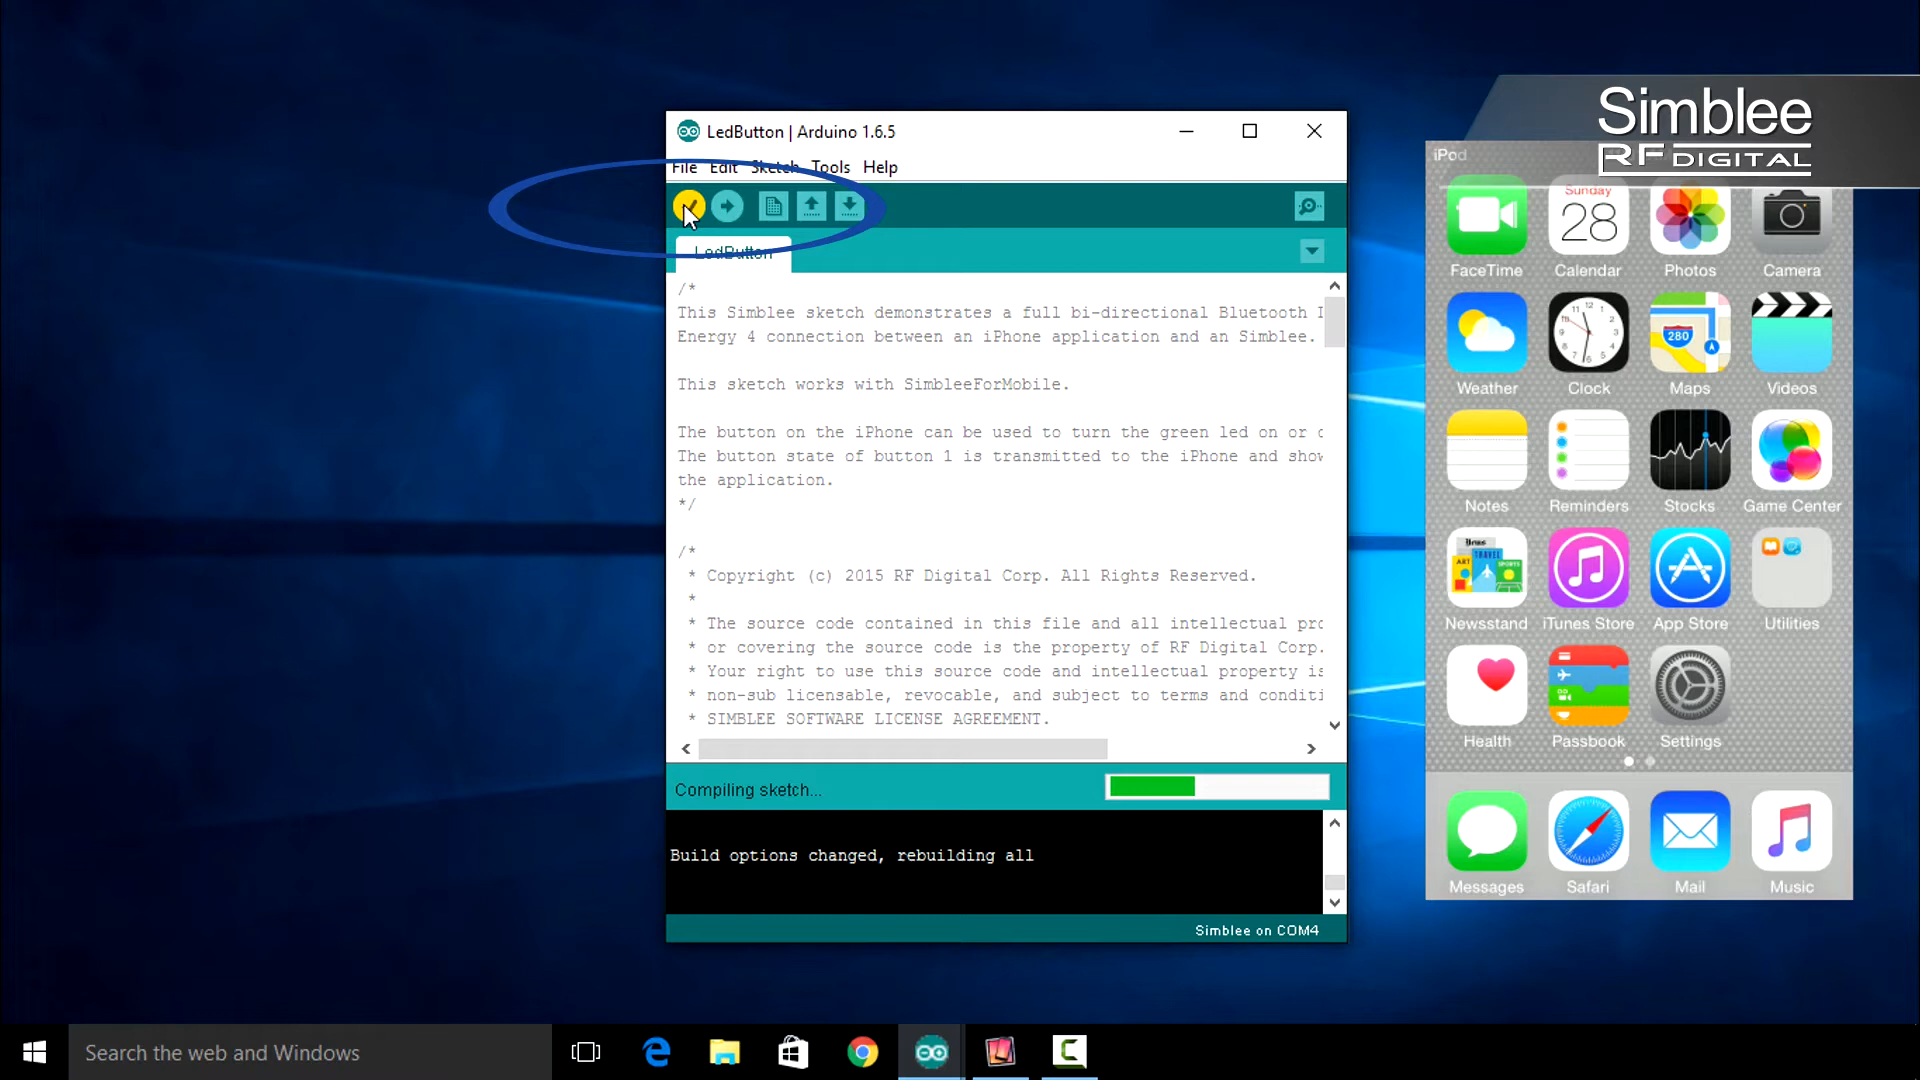 Simblee
RF DIGITAL
LedButton | Arduino 1.6.5
File Edit Sketch Tools Help
LedButton
/*
This Simblee sketch demonstrates a full bi-directional Bluetooth
Energy 4 connection between an iPhone application and an Simblee.
This sketch works with SimbleeForMobile.
The button on the iPhone can be used to turn the green led on or
The button state of button 1 is transmitted to the iPhone and
the application.
*/
/*
* Copyright (c) 2015 RF Digital Corp. All Rights Reserved.
*
* The source code contained in this file and all intellectual
* or covering the source code is the property of RF Digital Corp.
* Your right to use this source code and intellectual property is
* non-sub licensable, revocable, and subject to terms and
* SIMBLEE SOFTWARE LICENSE AGREEMENT.
Compiling sketch...
Build options changed, rebuilding all
Simblee on COM4
iPod
Sunday
28
FaceTime Calendar Photos Camera
280
Weather Clock Maps Videos
Notes Reminders Stocks Game Center
News
ART TRAVEL SPORTS
Newsstand iTunes Store App Store Utilities
Health Passbook Settings
Messages Safari Mail Music
Search the web and Windows